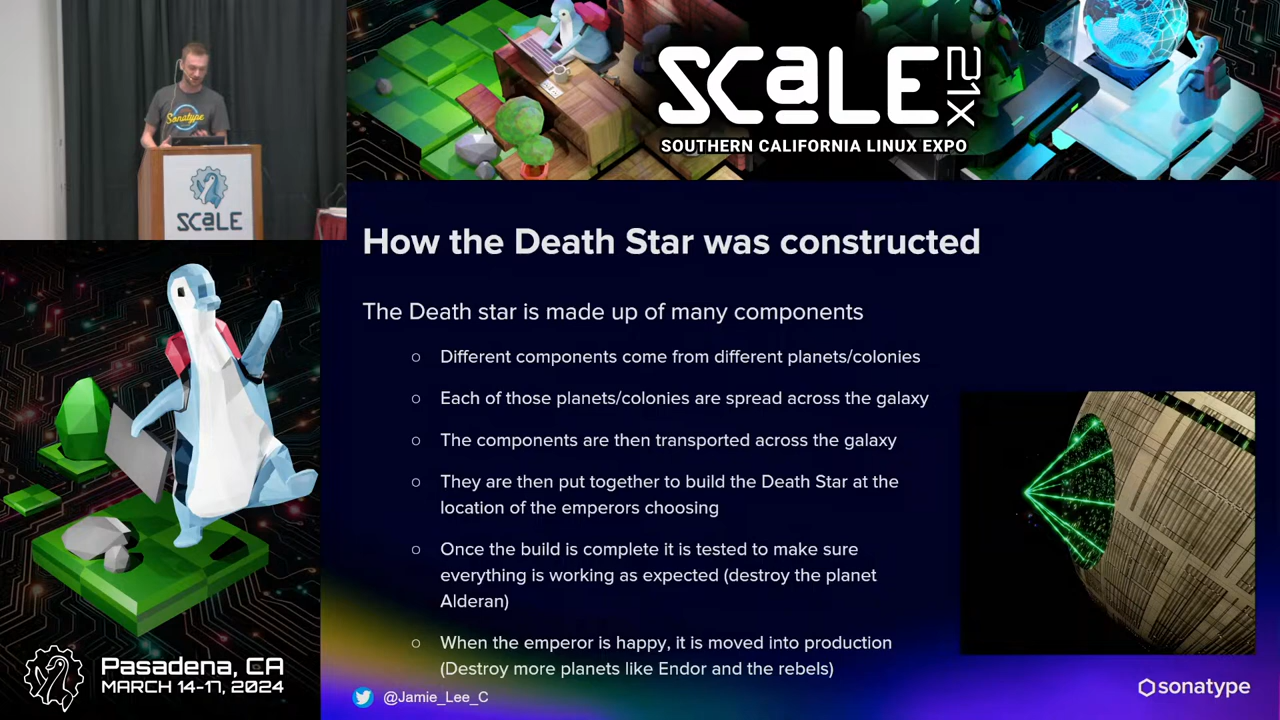 Sonatype
SCALE
SCALE 21X
SOUTHERN CALIFORNIA LINUX EXPO
How the Death Star was constructed
The Death star is made up of many components
Different components come from different planets/colonies
Each of those planets/colonies are spread across the galaxy
The components are then transported across the galaxy
They are then put together to build the Death Star at the
location of the emperors choosing
Once the build is complete it is tested to make sure
everything is working as expected (destroy the planet
Alderan)
When the emperor is happy, it is moved into production
(Destroy more planets like Endor and the rebels)
@Jamie_Lee_C
sonatype
Pasadena, CA
MARCH 14-17, 2024